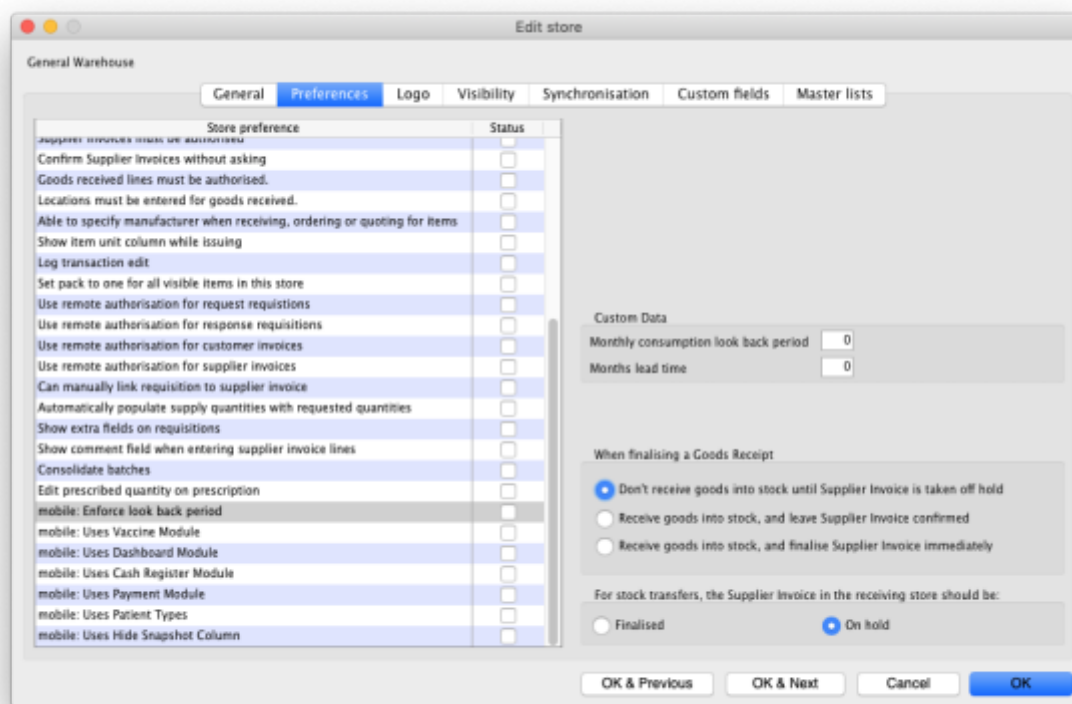 Edit store
General Warehouse
General Preferences Logo Visibility Synchronisation Custom fields Master lists
Store preference Status
Supplier invoices must be authorised
Confirm Supplier Invoices without asking
Goods received lines must be authorised.
Locations must be entered for goods received.
Able to specify manufacturer when receiving, ordering or quoting for items
Show item unit column while issuing
Log transaction edit
Set pack to one for all visible items in this store
Use remote authorisation for request requistions
Use remote authorisation for response requisitions
Use remote authorisation for customer invoices
Use remote authorisation for supplier invoices
Can manually link requisition to supplier invoice
Automatically populate supply quantities with requested quantities
Show extra fields on requisitions
Show comment field when entering supplier invoice lines
Consolidate batches
Edit prescribed quantity on prescription
mobile: Enforce look back period
mobile: Uses Vaccine Module
mobile: Uses Dashboard Module
mobile: Uses Cash Register Module
mobile: Uses Payment Module
mobile: Uses Patient Types
mobile: Uses Hide Snapshot Column
Custom Data
Monthly consumption look back period 0
Months lead time 0
When finalising a Goods Receipt
Don't receive goods into stock until Supplier Invoice is taken off hold
Receive goods into stock, and leave Supplier Invoice confirmed
Receive goods into stock, and finalise Supplier Invoice immediately
For stock transfers, the Supplier Invoice in the receiving store should be:
Finalised On hold
OK & Previous OK & Next Cancel OK